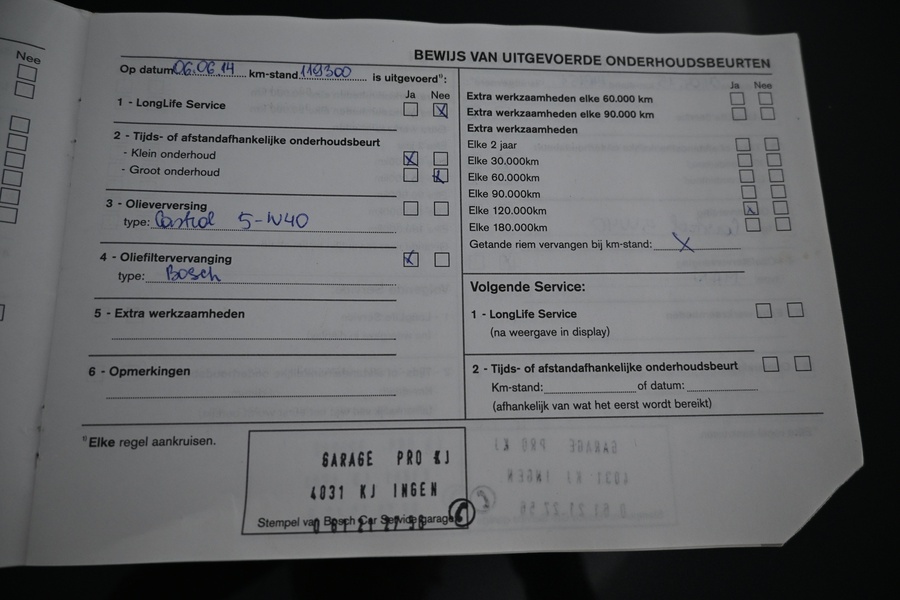 Nee
BEWIJS VAN UITGEVOERDE ONDERHOUDSBEURTEN
Op datum 06.06.14 km-stand 119300 is uitgevoerd¹⁾:
Ja Nee
1 - LongLife Service X
2 - Tijds- of afstandafhankelijke onderhoudsbeurt
- Klein onderhoud X
- Groot onderhoud X
3 - Olieverversing
type: Castrol 5-W40
4 - Oliefiltervervanging X
type: Bosch
5 - Extra werkzaamheden
6 - Opmerkingen
Ja Nee
Extra werkzaamheden elke 60.000 km
Extra werkzaamheden elke 90.000 km
Extra werkzaamheden
Elke 2 jaar
Elke 30.000km
Elke 60.000km
Elke 90.000km
Elke 120.000km X
Elke 180.000km
Getande riem vervangen bij km-stand: X
Volgende Service:
1 - LongLife Service
(na weergave in display)
2 - Tijds- of afstandafhankelijke onderhoudsbeurt
Km-stand: of datum:
(afhankelijk van wat het eerst wordt bereikt)
¹⁾Elke regel aankruisen.
GARAGE PRO KJ
4031 KJ INGEN
Stempel van Bosch Car Service garage